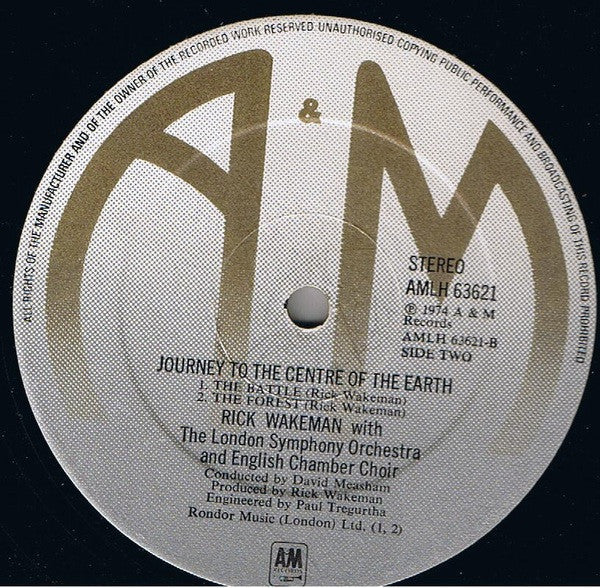 ALL RIGHTS OF THE MANUFACTURER AND OF THE OWNER OF THE RECORDED WORK RESERVED. UNAUTHORISED COPYING PUBLIC PERFORMANCE AND BROADCASTING OF THIS RECORD PROHIBITED
A & M
STEREO
AMLH 63621
℗ 1974 A & M
Records
AMLH 63621-B
SIDE TWO
JOURNEY TO THE CENTRE OF THE EARTH
1. THE BATTLE (Rick Wakeman)
2. THE FOREST (Rick Wakeman)
RICK WAKEMAN with
The London Symphony Orchestra
and English Chamber Choir
Conducted by David Measham
Produced by Rick Wakeman
Engineered by Paul Tregurtha
Rondor Music (London) Ltd. (1, 2)
AM
RECORDS